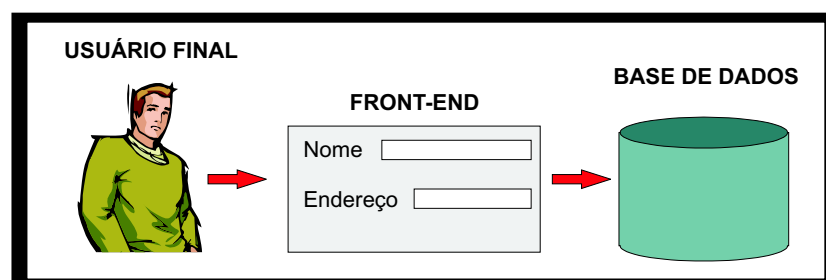 USUÁRIO FINAL
FRONT-END
BASE DE DADOS
Nome
Endereço